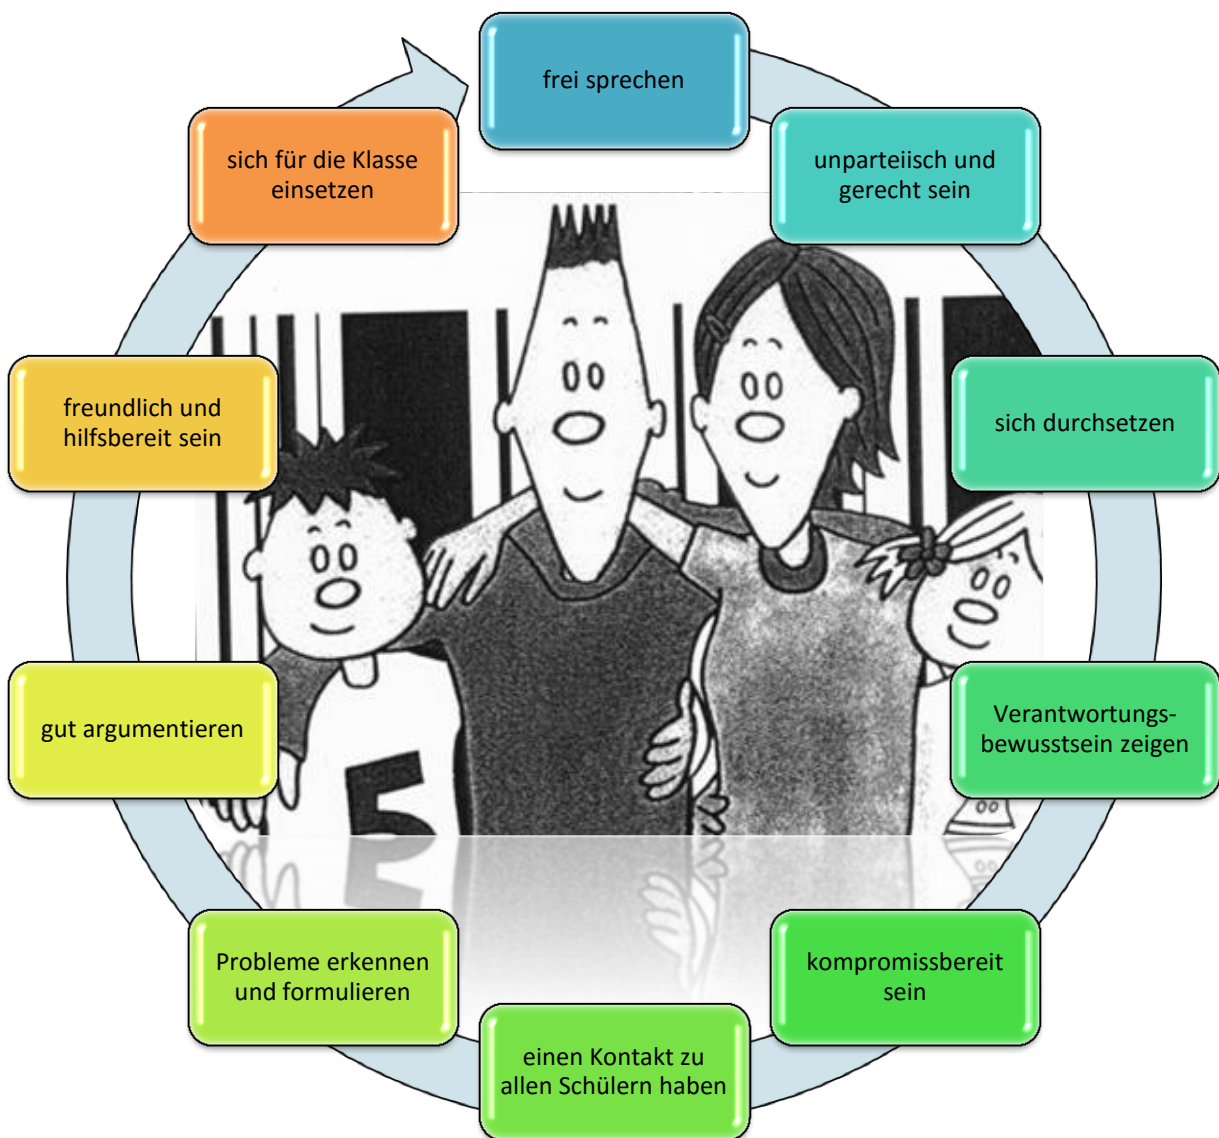 frei sprechen
unparteiisch und
gerecht sein
sich durchsetzen
Verantwortungs-
bewusstsein zeigen
kompromissbereit
sein
einen Kontakt zu
allen Schülern haben
Probleme erkennen
und formulieren
gut argumentieren
freundlich und
hilfsbereit sein
sich für die Klasse
einsetzen
5